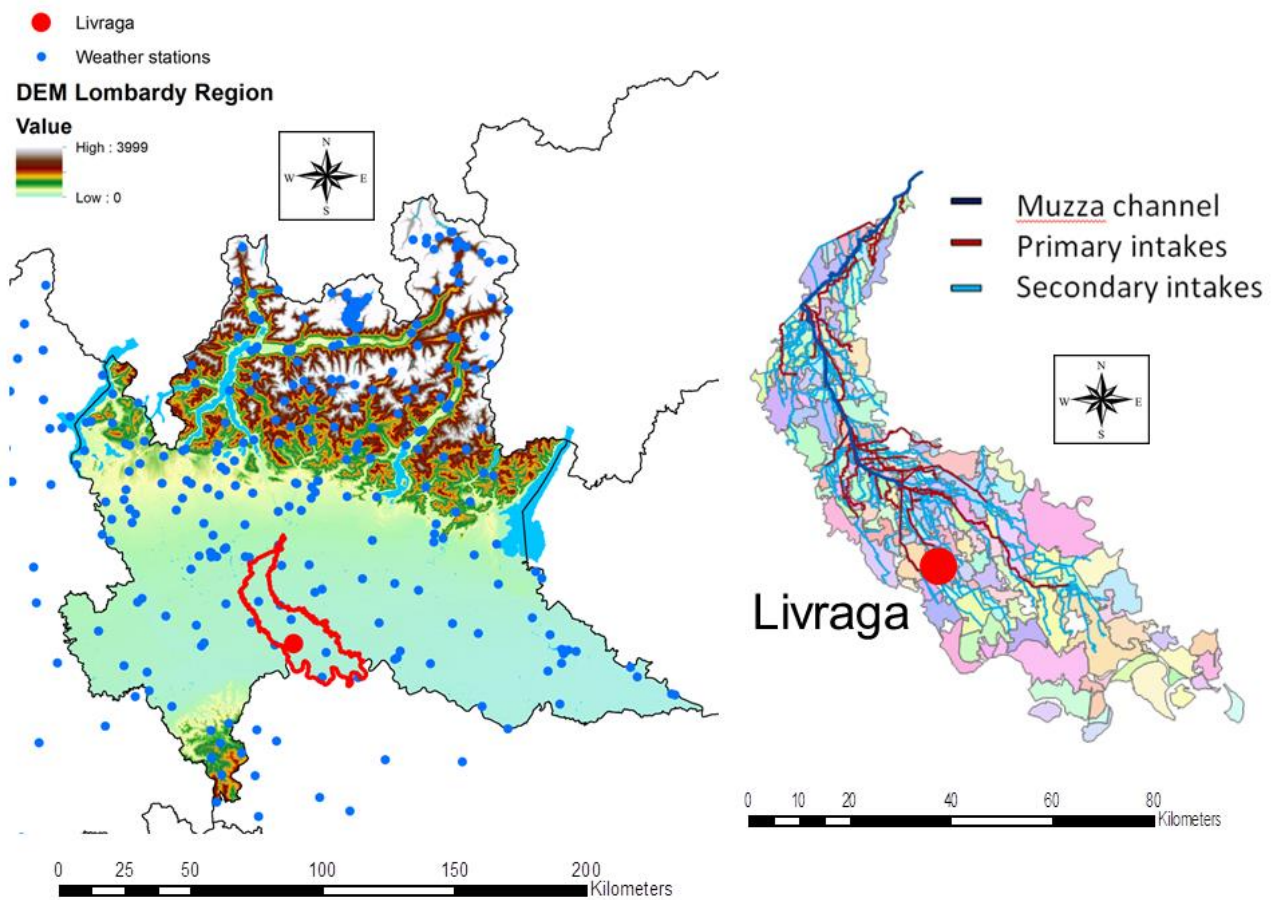 Livraga
Weather stations
DEM Lombardy Region
Value
High : 3999
Low : 0
N
W E
S
0 25 50 100 150 200
Kilometers
Muzza channel
Primary intakes
Secondary intakes
N
W E
S
Livraga
0 10 20 40 60 80
Kilometers